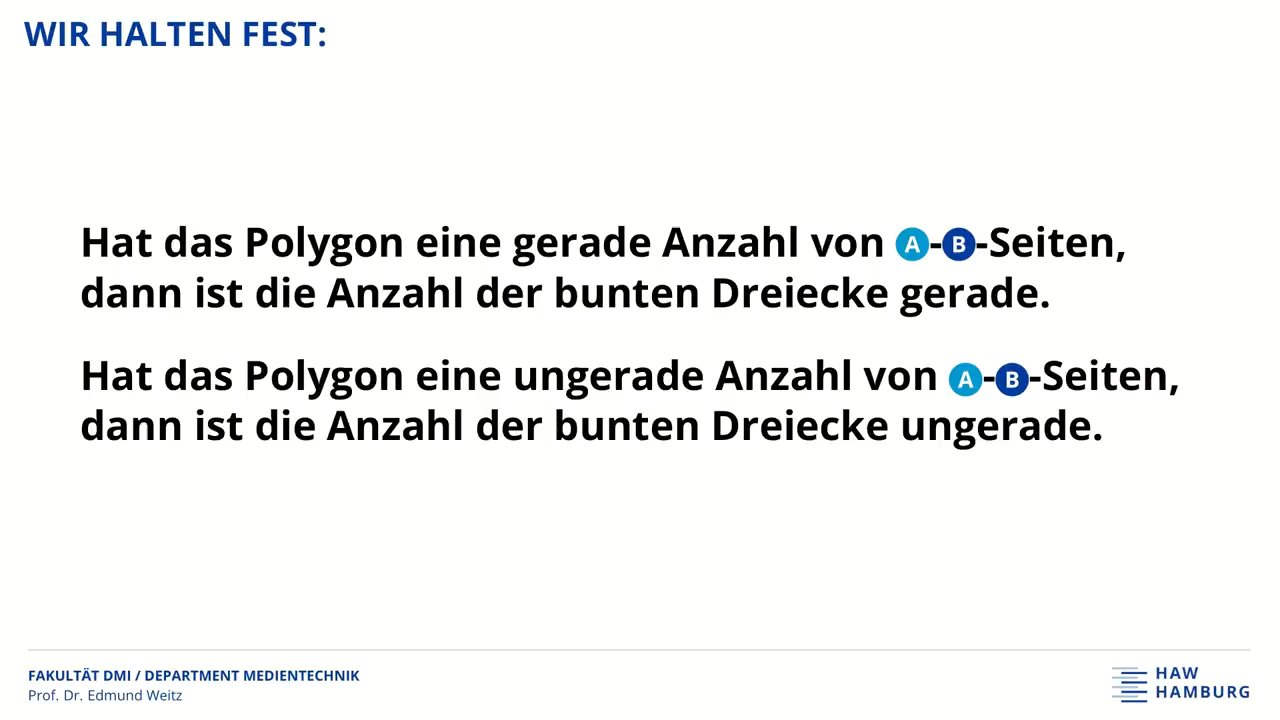 WIR HALTEN FEST:
Hat das Polygon eine gerade Anzahl von A-B-Seiten,
dann ist die Anzahl der bunten Dreiecke gerade.
Hat das Polygon eine ungerade Anzahl von A-B-Seiten,
dann ist die Anzahl der bunten Dreiecke ungerade.
FAKULTÄT DMI / DEPARTMENT MEDIENTECHNIK
Prof. Dr. Edmund Weitz
HAW
HAMBURG